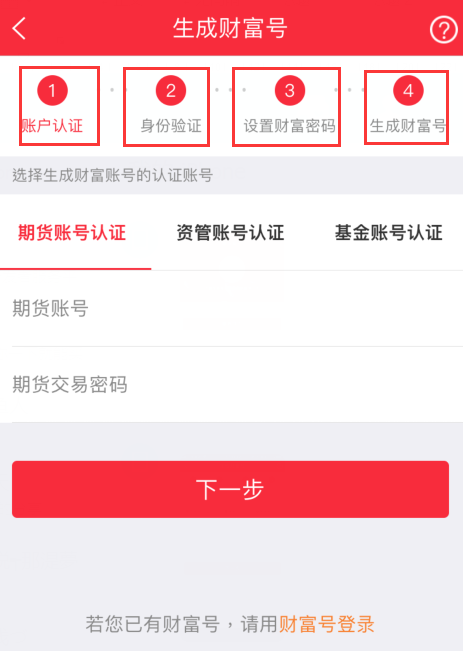 生成财富号
1 2 3 4
账户认证 身份验证 设置财富密码 生成财富号
选择生成财富账号的认证账号
期货账号认证 资管账号认证 基金账号认证
期货账号
期货交易密码
下一步
若您已有财富号，请用财富号登录